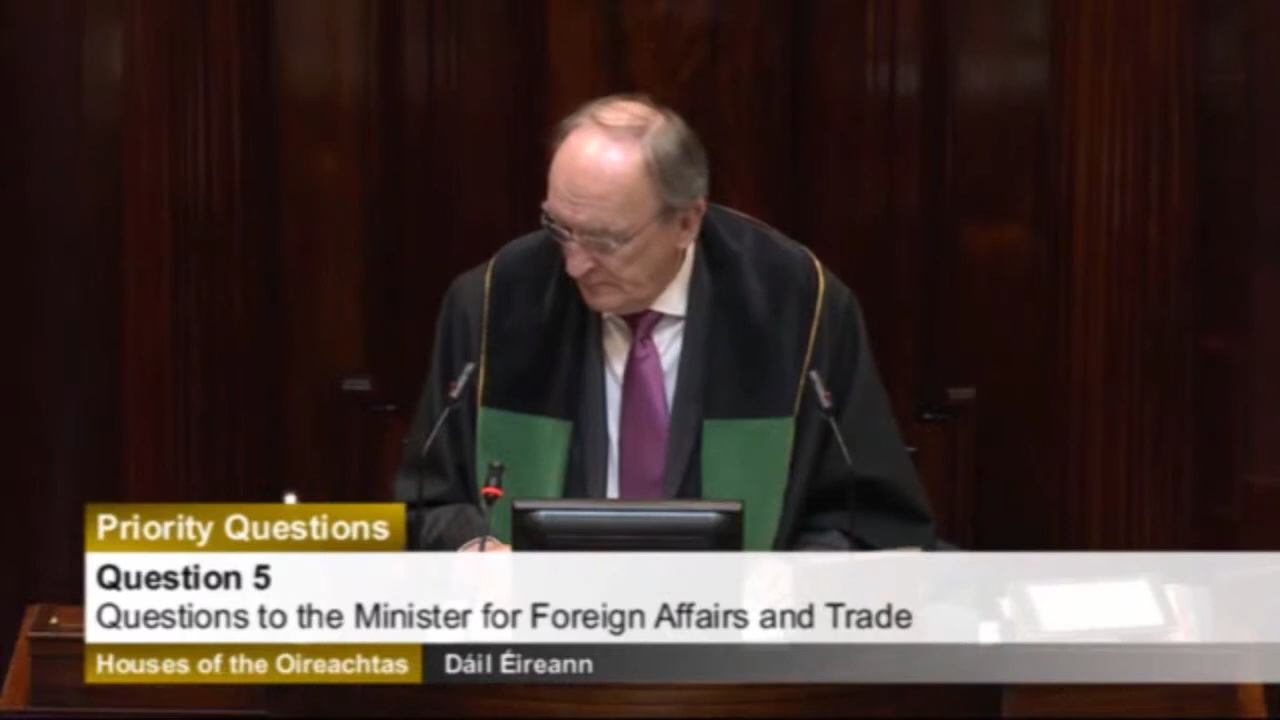 Priority Questions
Question 5
Questions to the Minister for Foreign Affairs and Trade
Houses of the Oireachtas
Dáil Éireann